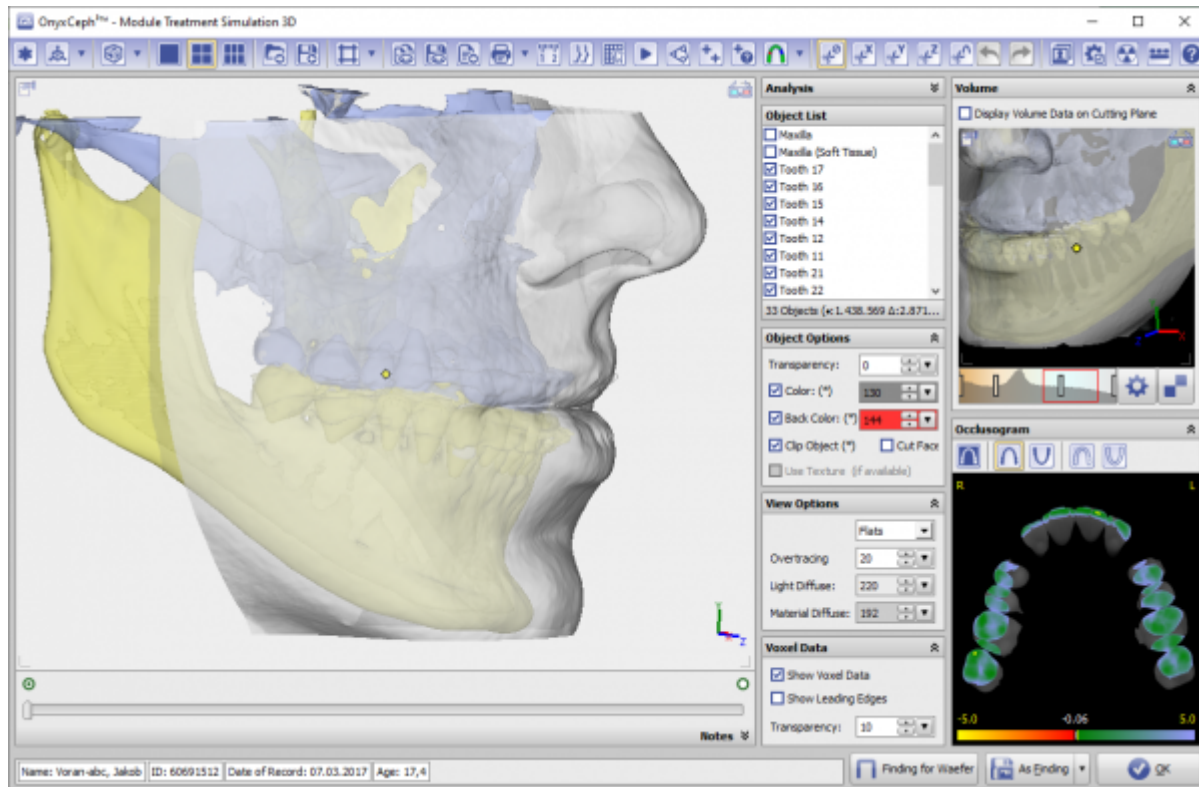 OnyxCeph³™ - Module Treatment Simulation 3D
Analysis
Object List
Maxilla
Maxilla (Soft Tissue)
Tooth 17
Tooth 16
Tooth 15
Tooth 14
Tooth 12
Tooth 11
Tooth 21
Tooth 22
33 Objects (◂:1.438.569 Δ:2.871...
Object Options
Transparency: 0
Color: (*) 130
Back Color: (*) 144
Clip Object (*) Cut Face
Use Texture (if available)
View Options
Flats
Overtracing 20
Light Diffuse: 220
Material Diffuse: 192
Voxel Data
Show Voxel Data
Show Leading Edges
Transparency: 10
Volume
Display Volume Data on Cutting Plane
Y
X
Z
Occlusogram
R L
-5.0 -0.06 5.0
Y
Z
Notes
Name: Voran-abc, Jakob ID: 60691512 Date of Record: 07.03.2017 Age: 17,4
Finding for Waefer As Finding OK